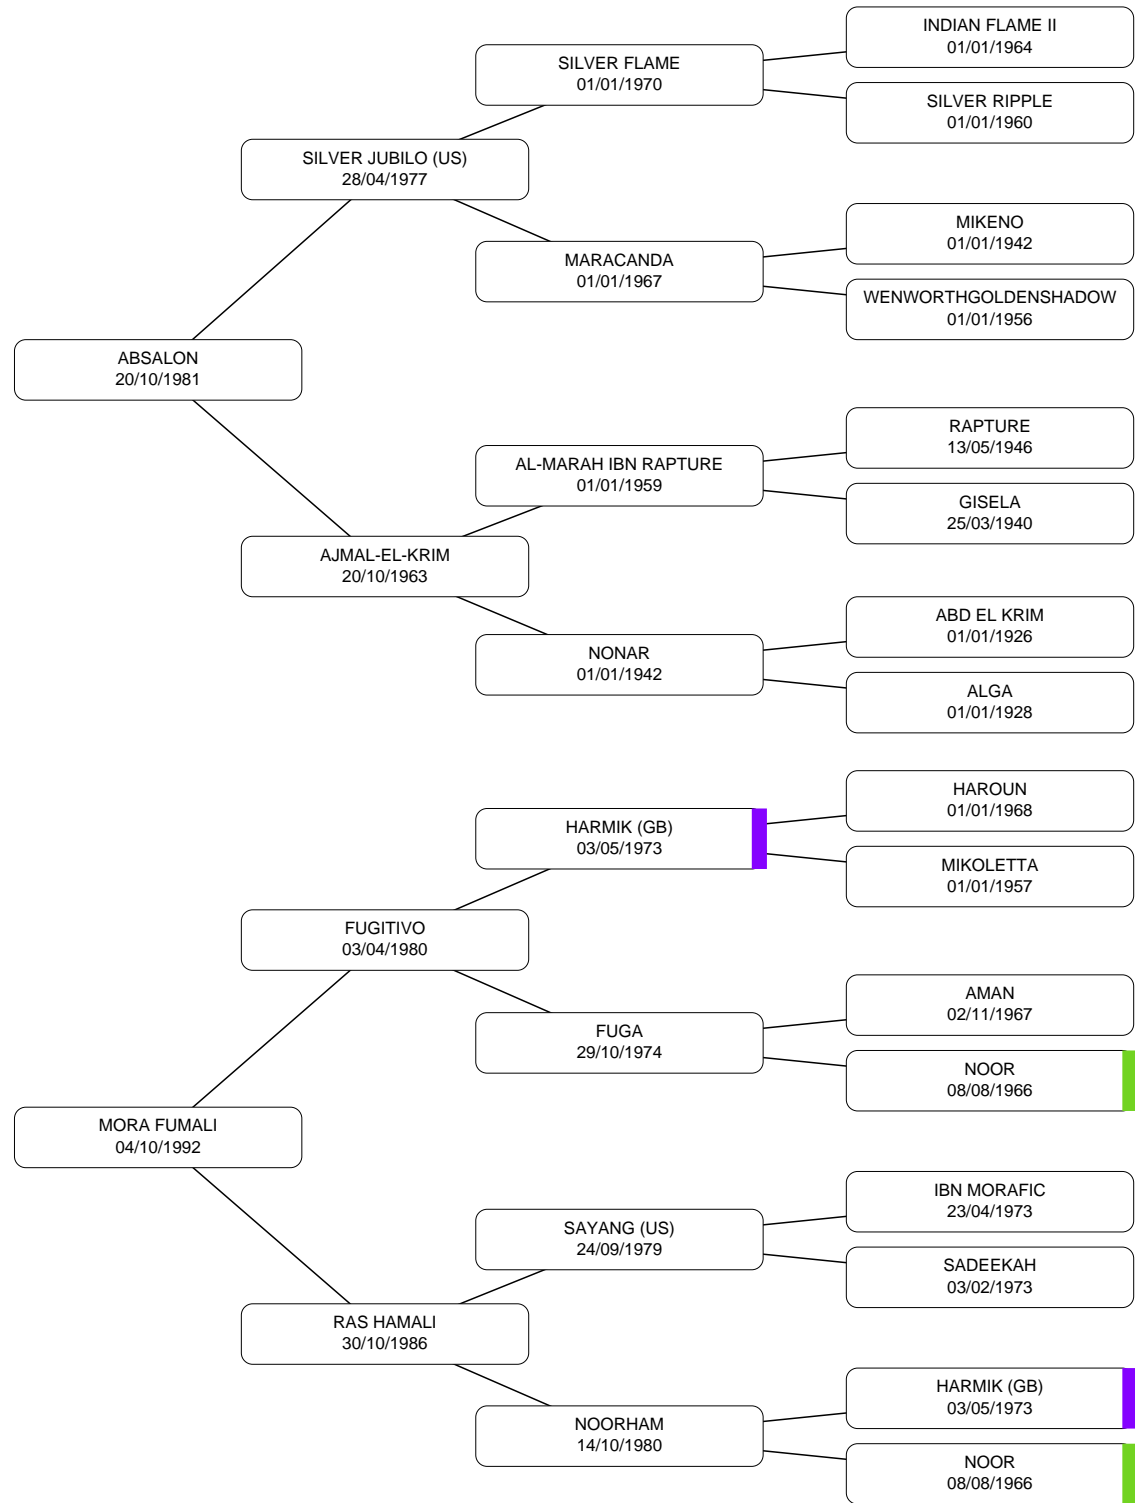 INDIAN FLAME II
01/01/1964
SILVER FLAME
01/01/1970
SILVER RIPPLE
01/01/1960
SILVER JUBILO (US)
28/04/1977
MIKENO
01/01/1942
MARACANDA
01/01/1967
WENWORTHGOLDENSHADOW
01/01/1956
ABSALON
20/10/1981
RAPTURE
13/05/1946
AL-MARAH IBN RAPTURE
01/01/1959
GISELA
25/03/1940
AJMAL-EL-KRIM
20/10/1963
ABD EL KRIM
01/01/1926
NONAR
01/01/1942
ALGA
01/01/1928
HAROUN
01/01/1968
HARMIK (GB)
03/05/1973
MIKOLETTA
01/01/1957
FUGITIVO
03/04/1980
AMAN
02/11/1967
FUGA
29/10/1974
NOOR
08/08/1966
MORA FUMALI
04/10/1992
IBN MORAFIC
23/04/1973
SAYANG (US)
24/09/1979
SADEEKAH
03/02/1973
RAS HAMALI
30/10/1986
HARMIK (GB)
03/05/1973
NOORHAM
14/10/1980
NOOR
08/08/1966